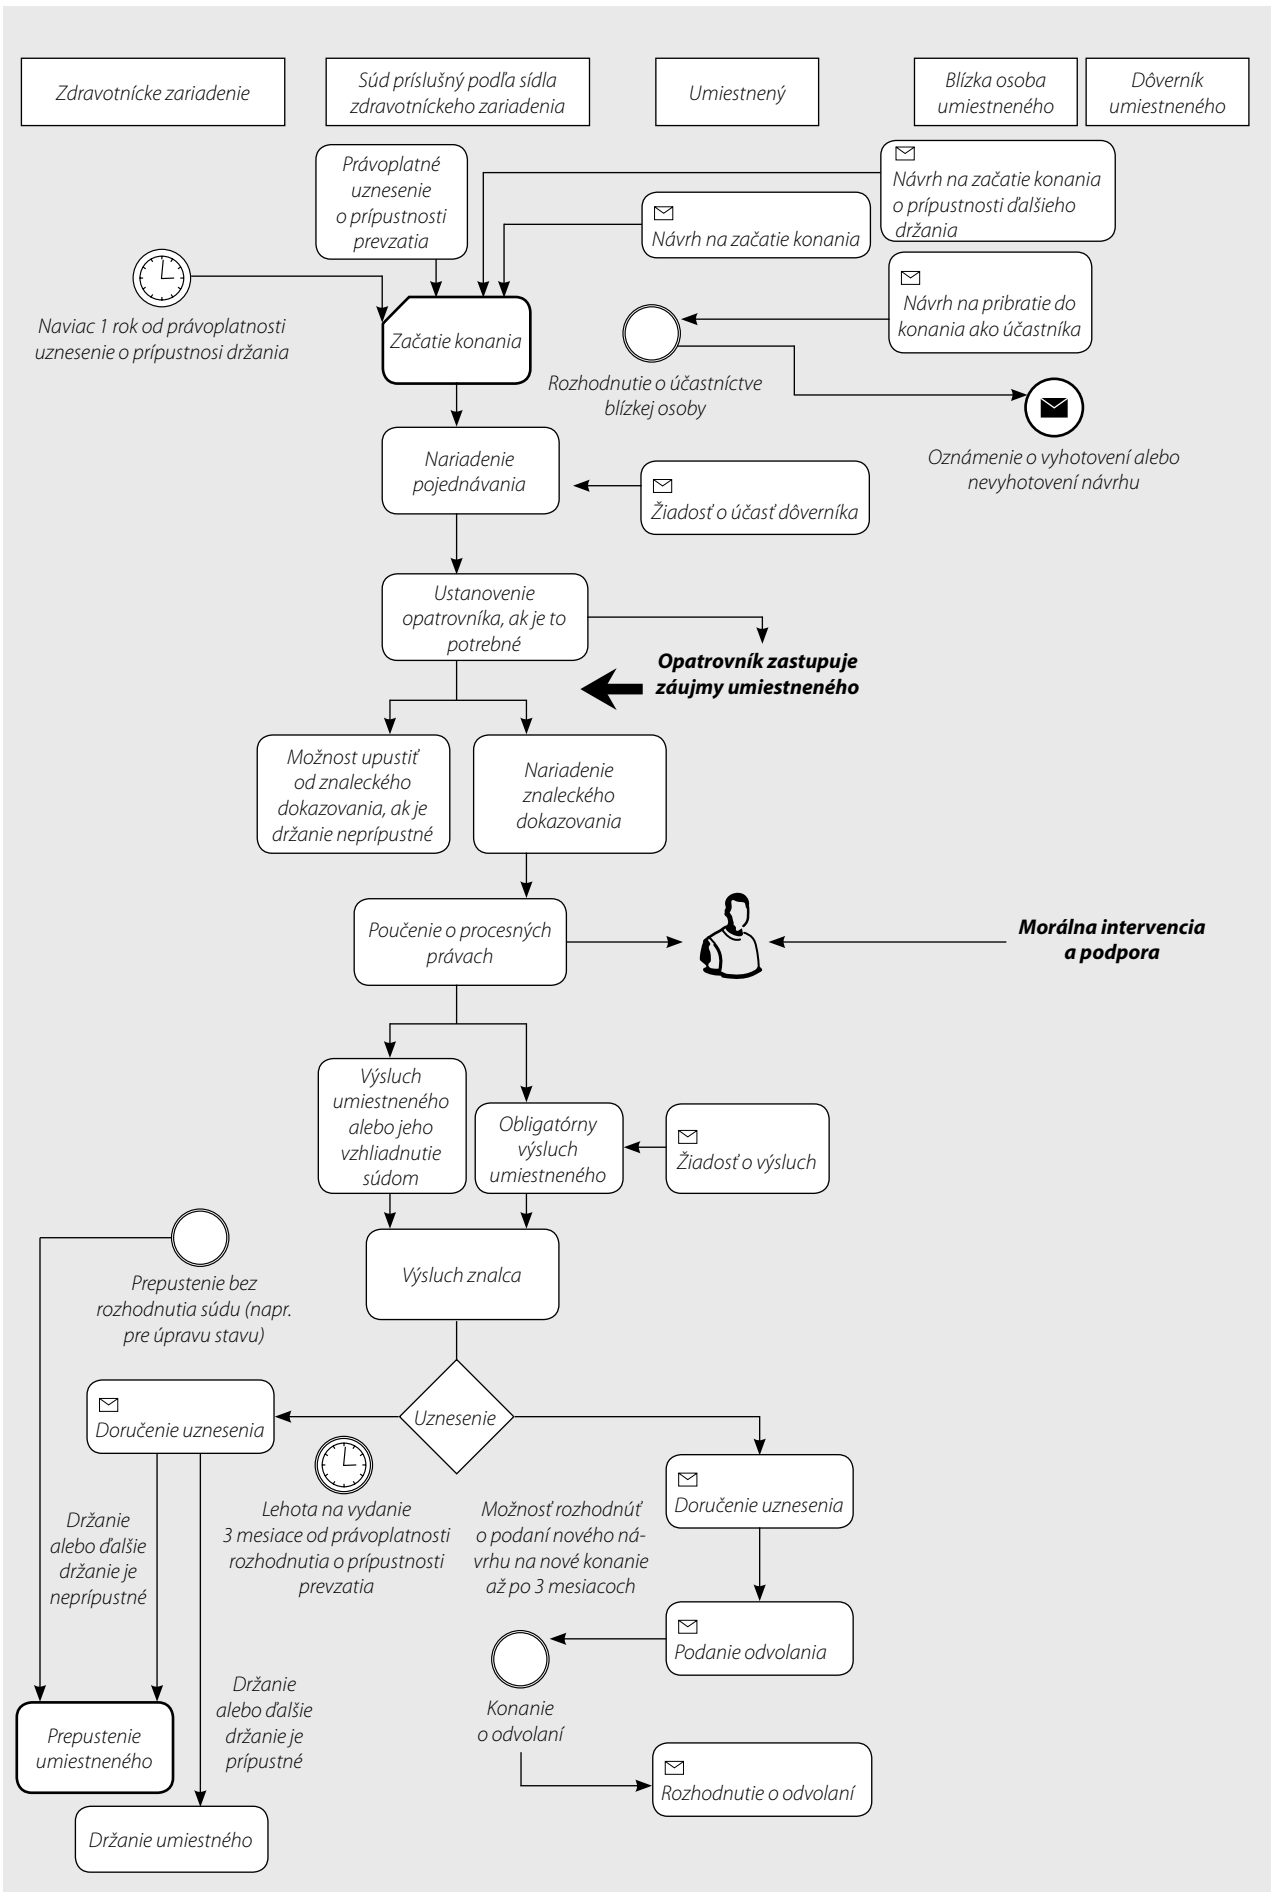 Zdravotnícke zariadenie
Súd príslušný podľa sídla
zdravotníckeho zariadenia
Umiestnený
Blízka osoba
umiestneného
Dôverník
umiestneného
Právoplatné
uznesenie
o prípustnosti
prevzatia
Návrh na začatie konania
o prípustnosti ďalšieho
držania
Návrh na začatie konania
Naviac 1 rok od právoplatnosti
uznesenie o prípustnosi držania
Začatie konania
Návrh na pribratie do
konania ako účastníka
Rozhodnutie o účastníctve
blízkej osoby
Oznámenie o vyhotovení alebo
nevyhotovení návrhu
Nariadenie
pojednávania
Žiadosť o účasť dôverníka
Ustanovenie
opatrovníka, ak je to
potrebné
Opatrovník zastupuje
záujmy umiestneného
Možnost upustiť
od znaleckého
dokazovania, ak je
držanie neprípustné
Nariadenie
znaleckého
dokazovania
Poučenie o procesných
právach
Morálna intervencia
a podpora
Výsluch
umiestneného
alebo jeho
vzhliadnutie
súdom
Obligatórny
výsluch
umiestneného
Žiadosť o výsluch
Výsluch znalca
Prepustenie bez
rozhodnutia súdu (napr.
pre úpravu stavu)
Doručenie uznesenia
Uznesenie
Lehota na vydanie
3 mesiace od právoplatnosti
rozhodnutia o prípustnosti
prevzatia
Možnosť rozhodnúť
o podaní nového ná-
vrhu na nové konanie
až po 3 mesiacoch
Doručenie uznesenia
Držanie
alebo ďalšie
držanie je
neprípustné
Podanie odvolania
Držanie
alebo ďalšie
držanie je
prípustné
Konanie
o odvolaní
Prepustenie
umiestneného
Rozhodnutie o odvolaní
Držanie umiestného